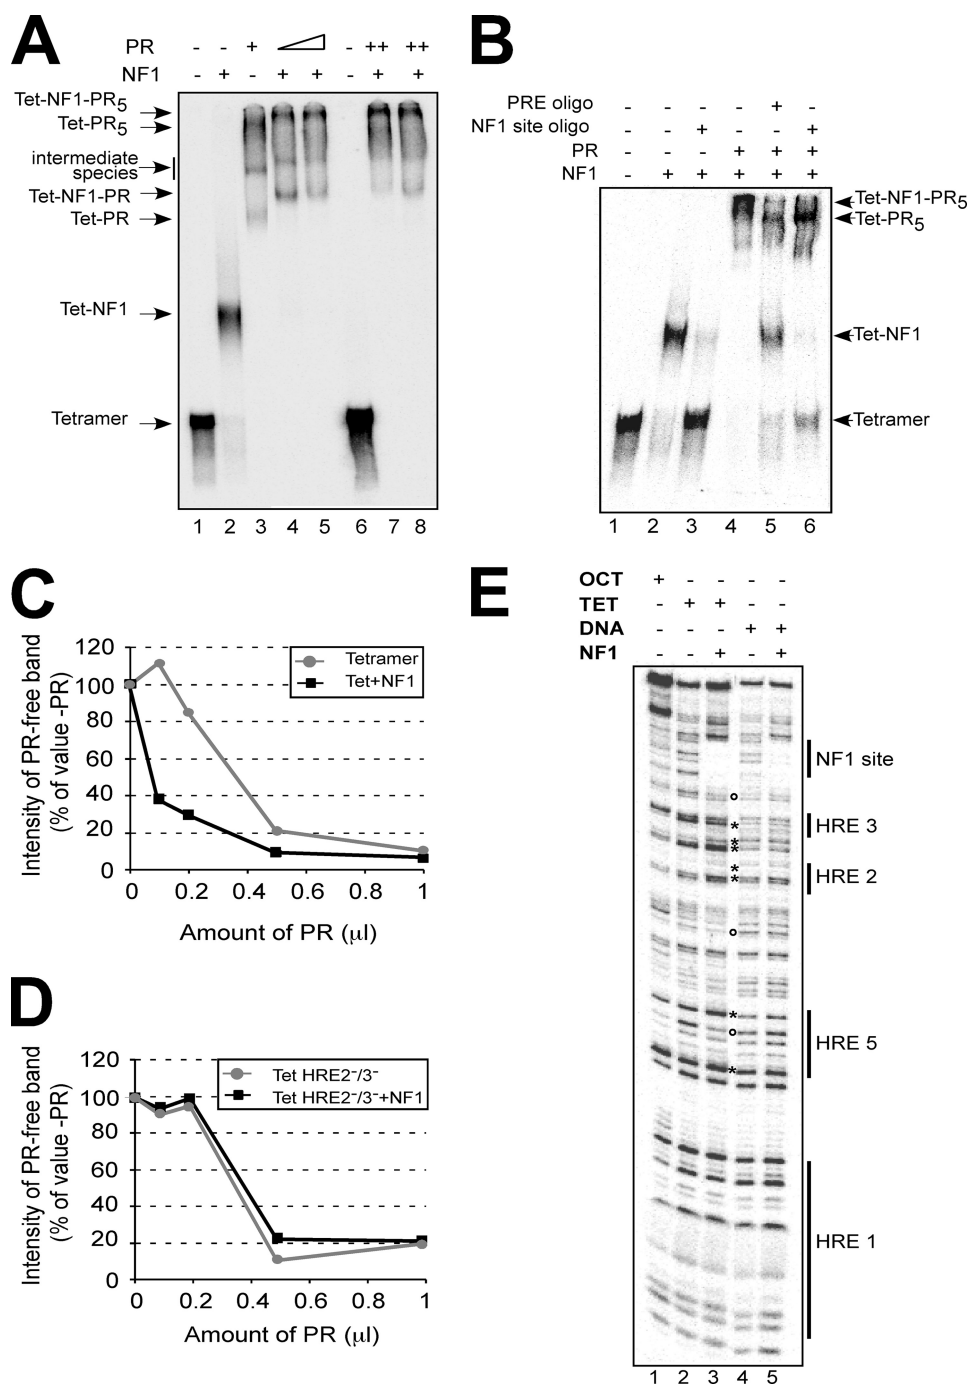 A
PR - - + - ++ ++
NF1 - + + + - + +
Tet-NF1-PR5
Tet-PR5
intermediate
species
Tet-NF1-PR
Tet-PR
Tet-NF1
Tetramer
1 2 3 4 5 6 7 8
B
PRE oligo - - - - + -
NF1 site oligo - - + - - +
PR - - - + + +
NF1 - + + + + +
Tet-NF1-PR5
Tet-PR5
Tet-NF1
Tetramer
1 2 3 4 5 6
C
Intensity of PR-free band
(% of value -PR)
120
100
80
60
40
20
0
Tetramer
Tet+NF1
0 0.2 0.4 0.6 0.8 1
Amount of PR (µl)
D
Intensity of PR-free band
(% of value -PR)
120
100
80
60
40
20
0
Tet HRE2⁻/3⁻
Tet HRE2⁻/3⁻+NF1
0 0.2 0.4 0.6 0.8 1
Amount of PR (µl)
E
OCT + - - - -
TET - + + - -
DNA - - - + +
NF1 - - + - +
NF1 site
HRE 3
HRE 2
HRE 5
HRE 1
1 2 3 4 5